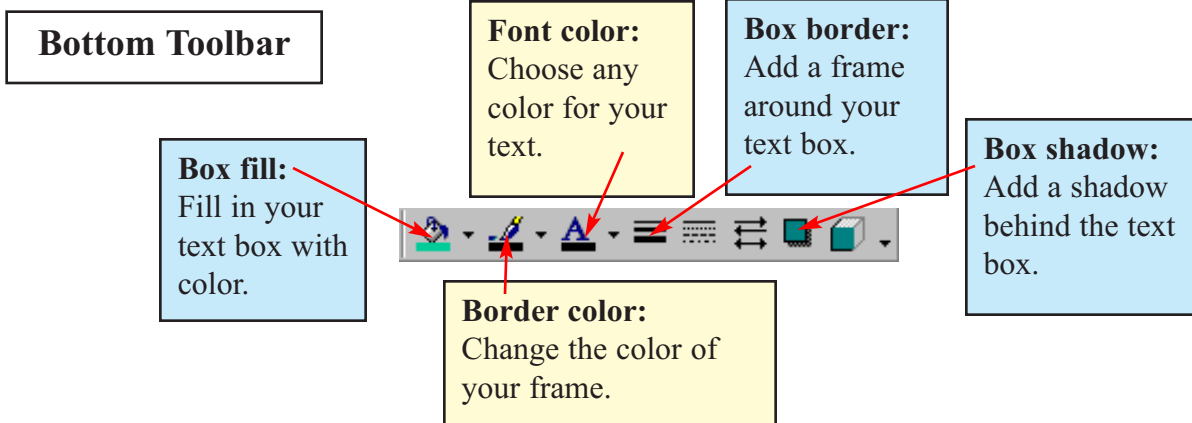 Bottom Toolbar
Font color:
Choose any
color for your
text.
Box border:
Add a frame
around your
text box.
Box fill:
Fill in your
text box with
color.
Box shadow:
Add a shadow
behind the text
box.
A
Border color:
Change the color of
your frame.